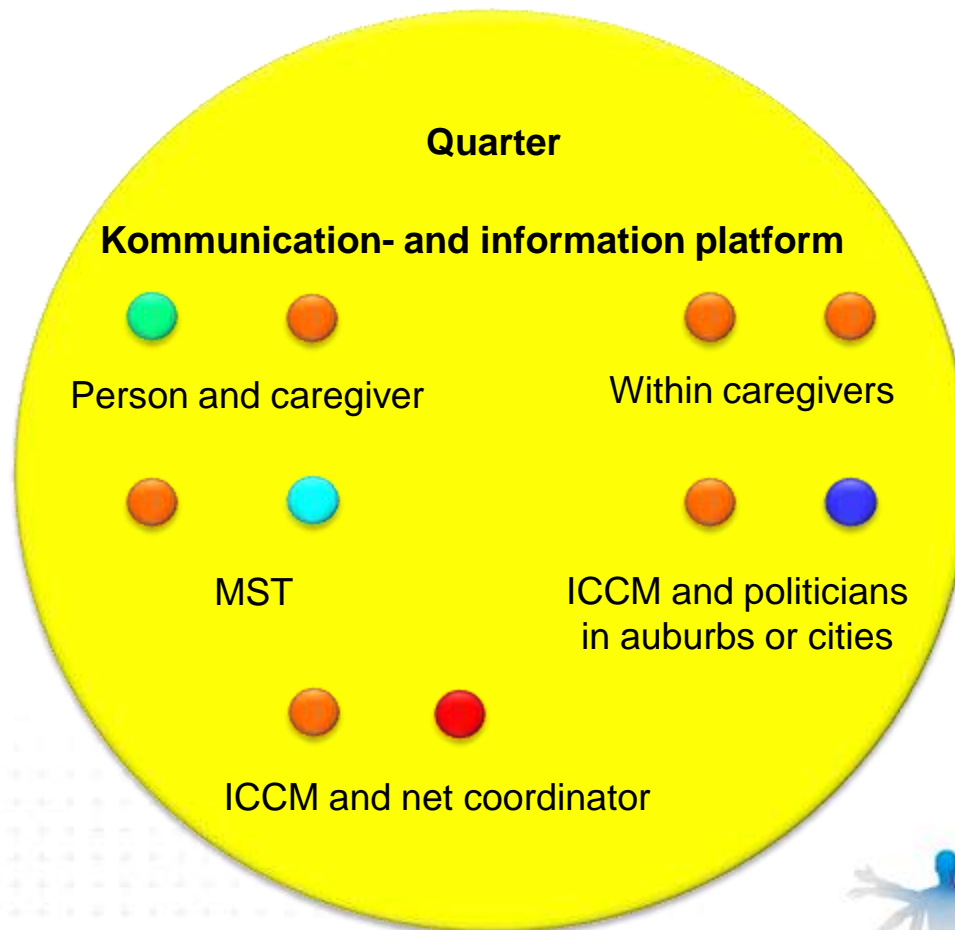 Quarter
Kommunication- and information platform
Person and caregiver
Within caregivers
MST
ICCM and politicians
in auburbs or cities
ICCM and net coordinator